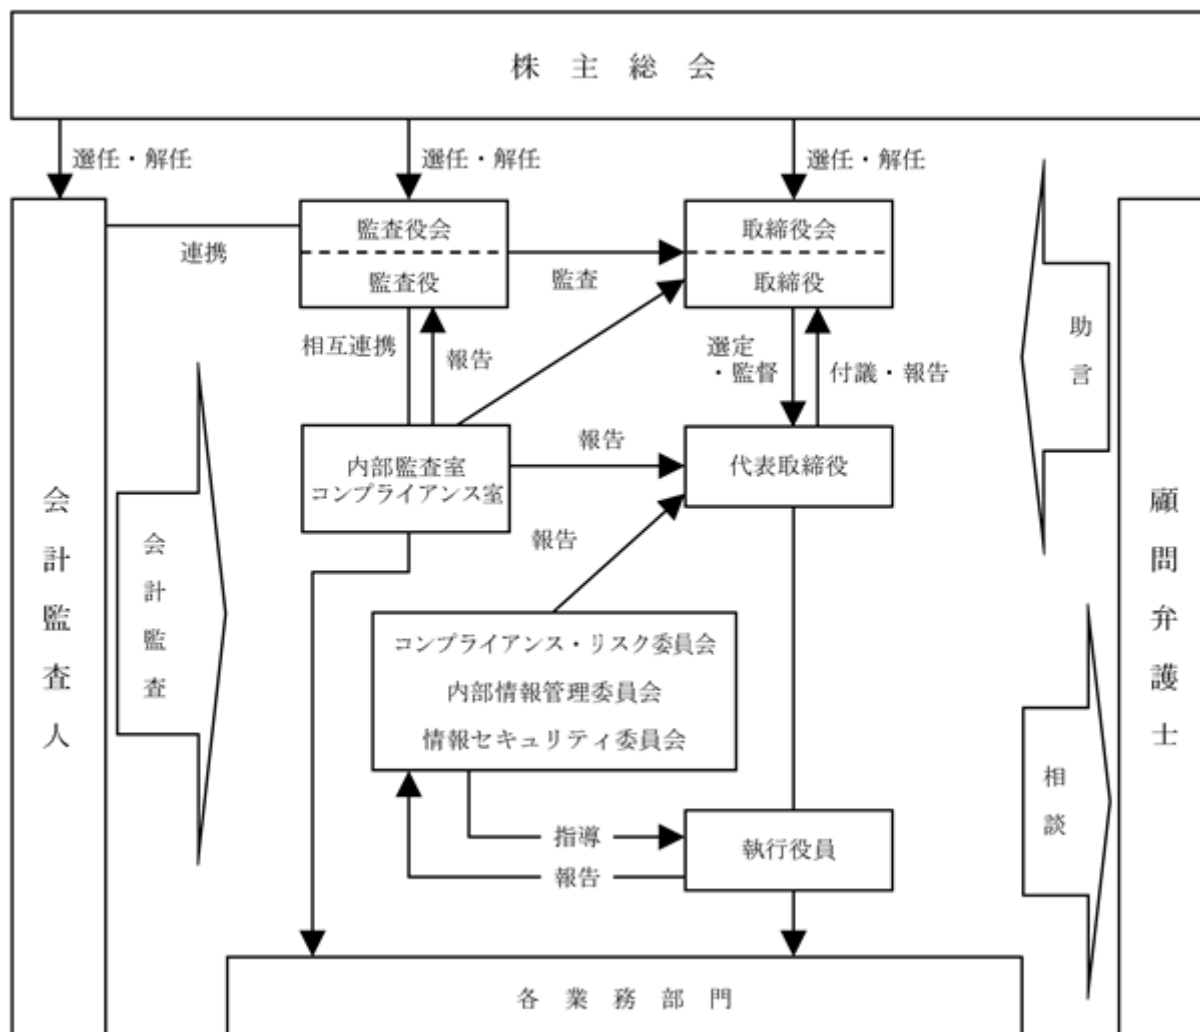 株主総会
選任・解任
選任・解任
選任・解任
監査役会
監査役
取締役会
取締役
連携
監査
相互連携
報告
選定
・監督
付議・報告
助言
内部監査室
コンプライアンス室
報告
代表取締役
報告
会計監査人
会計監査
顧問弁護士
コンプライアンス・リスク委員会
内部情報管理委員会
情報セキュリティ委員会
相談
指導
報告
執行役員
各業務部門